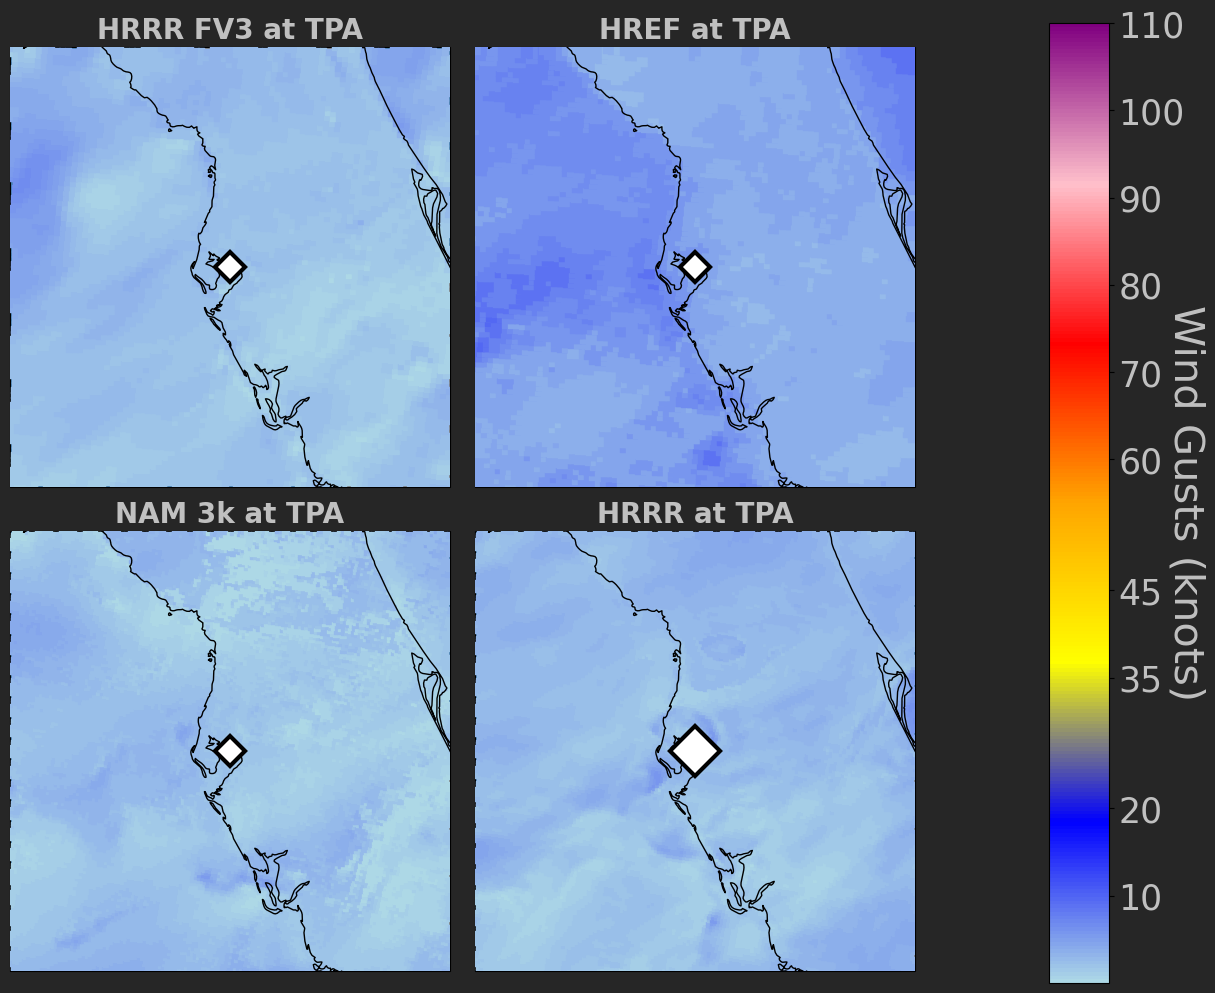 HRRR FV3 at TPA
HREF at TPA
NAM 3k at TPA
HRRR at TPA
110
100
90
80
70
60
45
35
20
10
Wind Gusts (knots)